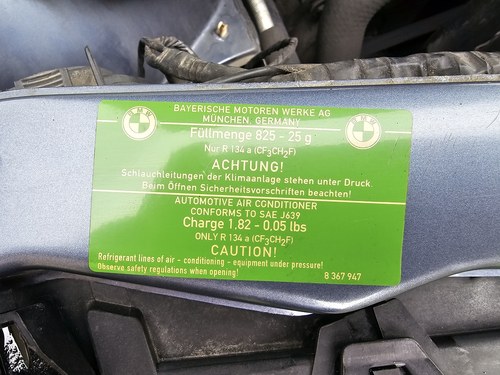 BAYERISCHE MOTOREN WERKE AG
MÜNCHEN, GERMANY
Füllmenge 825 - 25 g
Nur R 134 a (CF3CH2F)
ACHTUNG!
Schlauchleitungen der Klimaanlage stehen unter Druck.
Beim Öffnen Sicherheitsvorschriften beachten!
AUTOMOTIVE AIR CONDITIONER
CONFORMS TO SAE J639
Charge 1,82 - 0,05 lbs
ONLY R 134 a (CF3CH2F)
CAUTION!
Refrigerant lines of air - conditioning - equipment under pressure!
Observe safety regulations when opening!
8 367 947